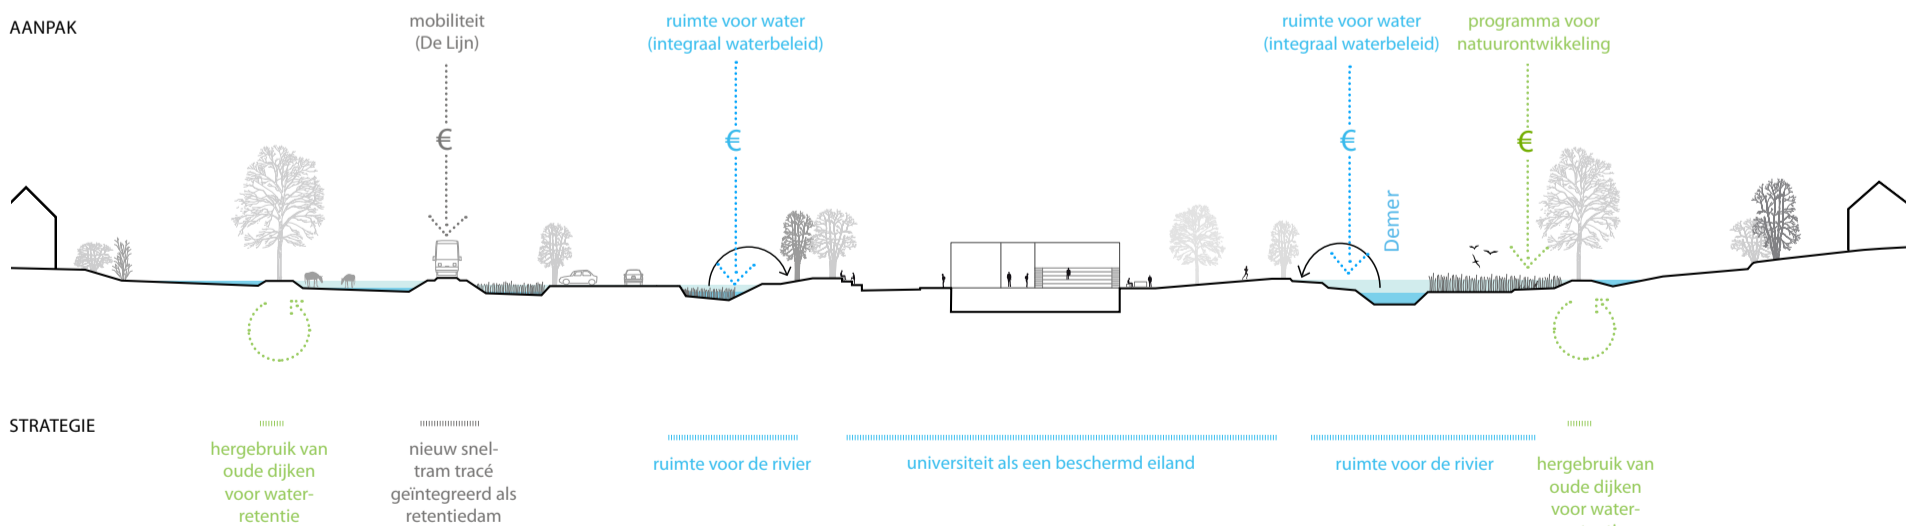 AANPAK
mobiliteit
(De Lijn)
ruimte voor water
(integraal waterbeleid)
ruimte voor water
(integraal waterbeleid)
programma voor
natuurontwikkeling
€
€
€
€
Demer
STRATEGIE
hergebruik van
oude dijken
voor water-
retentie
nieuw snel-
tram tracé
geïntegreerd als
retentiedam
ruimte voor de rivier
universiteit als een beschermd eiland
ruimte voor de rivier
hergebruik van
oude dijken
voor water-